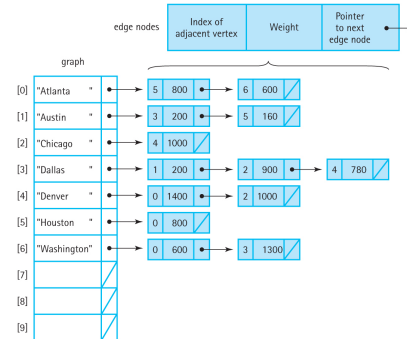 edge nodes
Index of
adjacent vertex
Weight
Pointer
to next
edge node
graph
[0] "Atlanta " 5 800 6 600
[1] "Austin " 3 200 5 160
[2] "Chicago " 4 1000
[3] "Dallas " 1 200 2 900 4 780
[4] "Denver " 0 1400 2 1000
[5] "Houston " 0 800
[6] "Washington" 0 600 3 1300
[7]
[8]
[9]